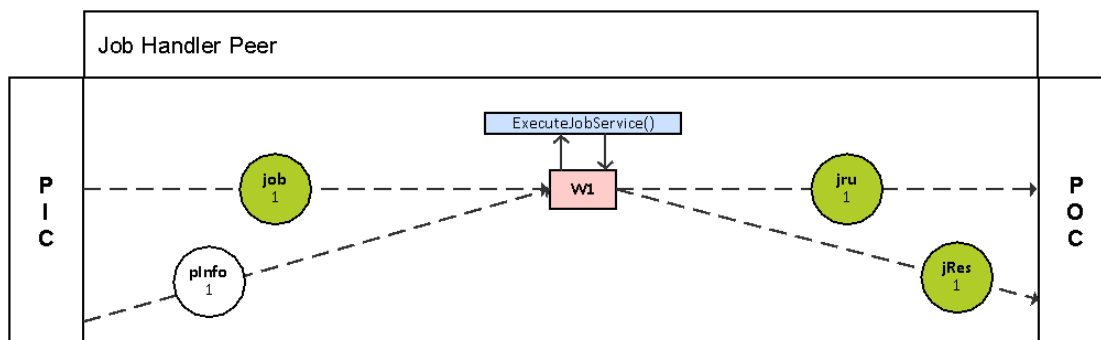 Job Handler Peer
ExecuteJobService()
P
I
C
job
1
W1
jru
1
P
O
C
pInfo
1
jRes
1